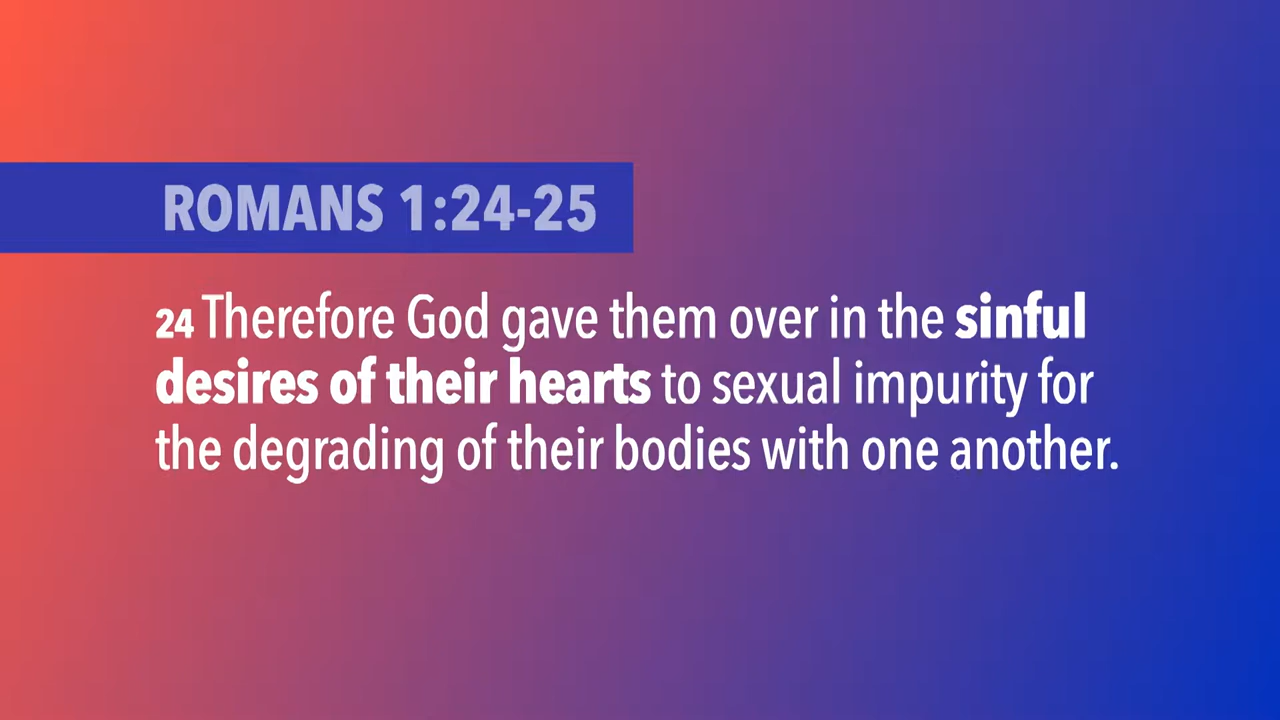 ROMANS 1:24-25
24 Therefore God gave them over in the sinful
desires of their hearts to sexual impurity for
the degrading of their bodies with one another.